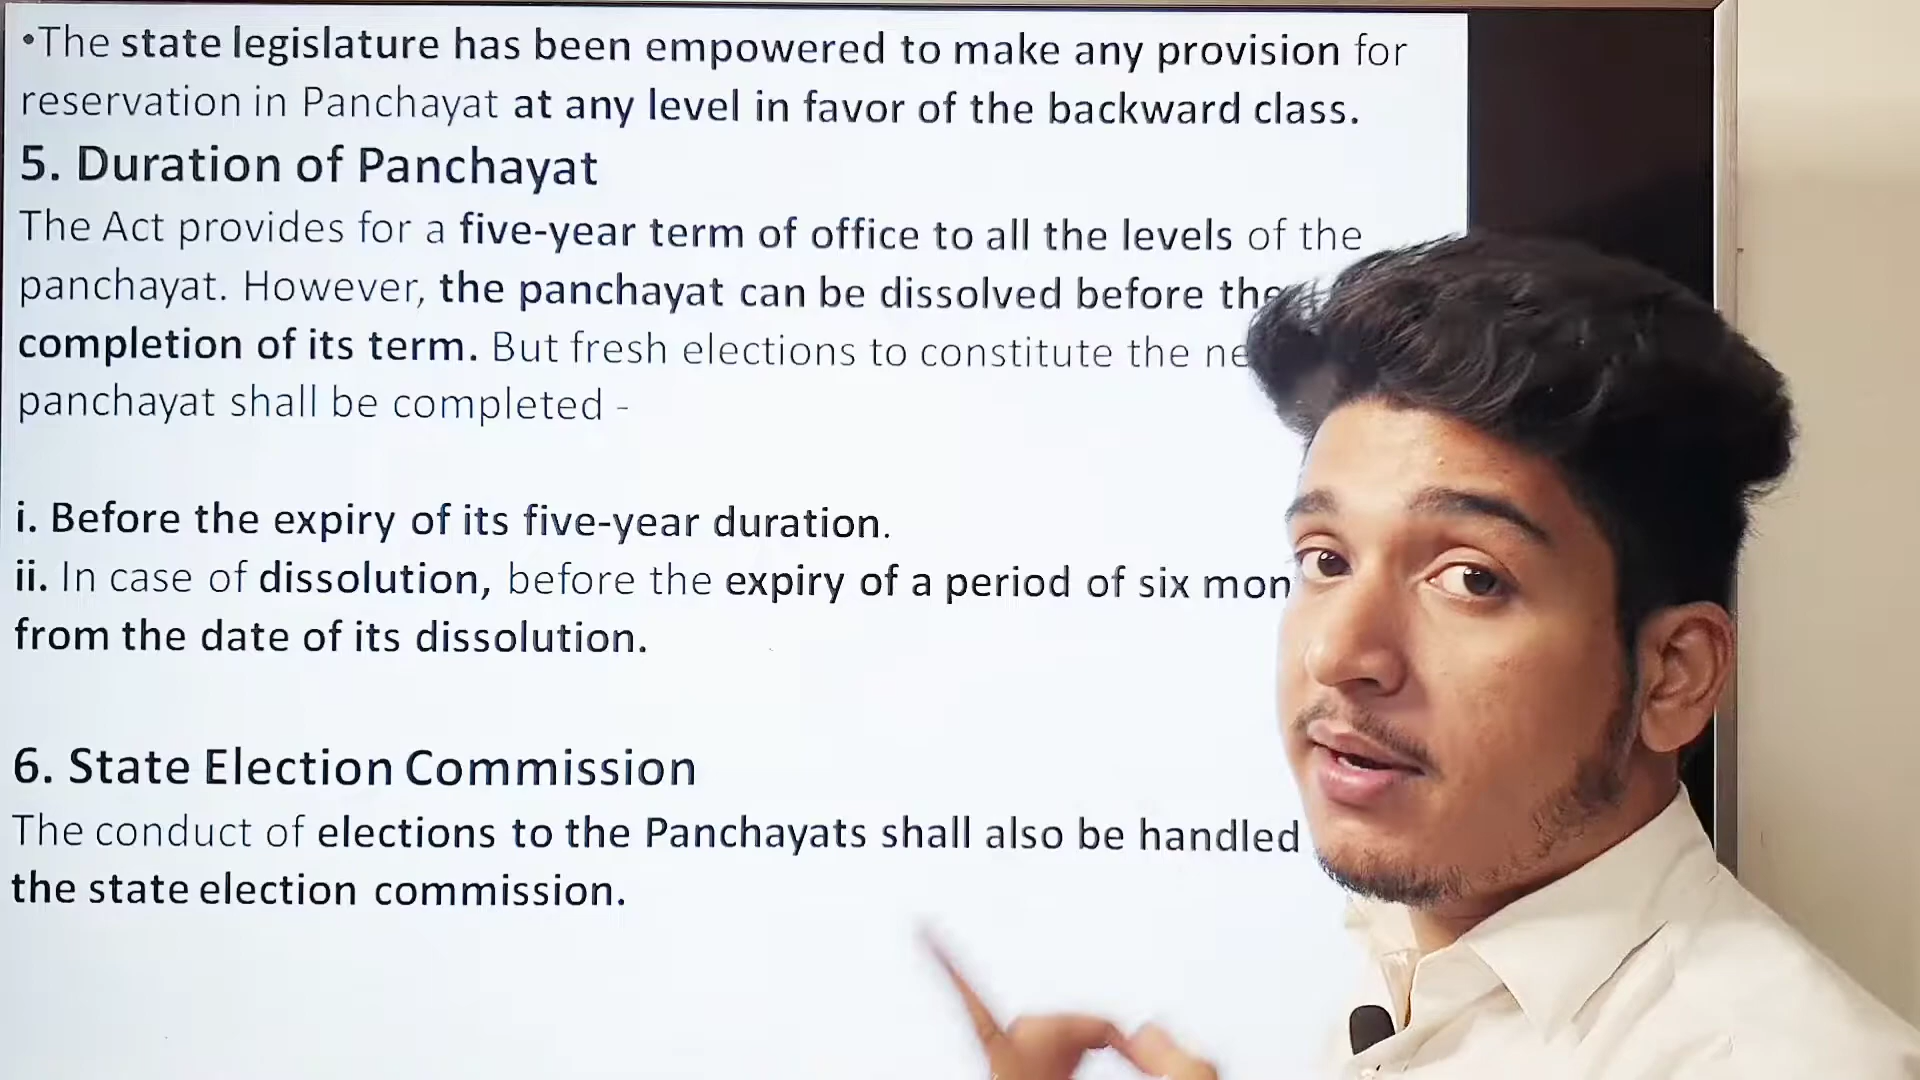 •The state legislature has been empowered to make any provision for
reservation in Panchayat at any level in favor of the backward class.
5. Duration of Panchayat
The Act provides for a five-year term of office to all the levels of the
panchayat. However, the panchayat can be dissolved before the
completion of its term. But fresh elections to constitute the
panchayat shall be completed -
i. Before the expiry of its five-year duration.
ii. In case of dissolution, before the expiry of a period of six
from the date of its dissolution.
6. State Election Commission
The conduct of elections to the Panchayats shall also be handled
the state election commission.